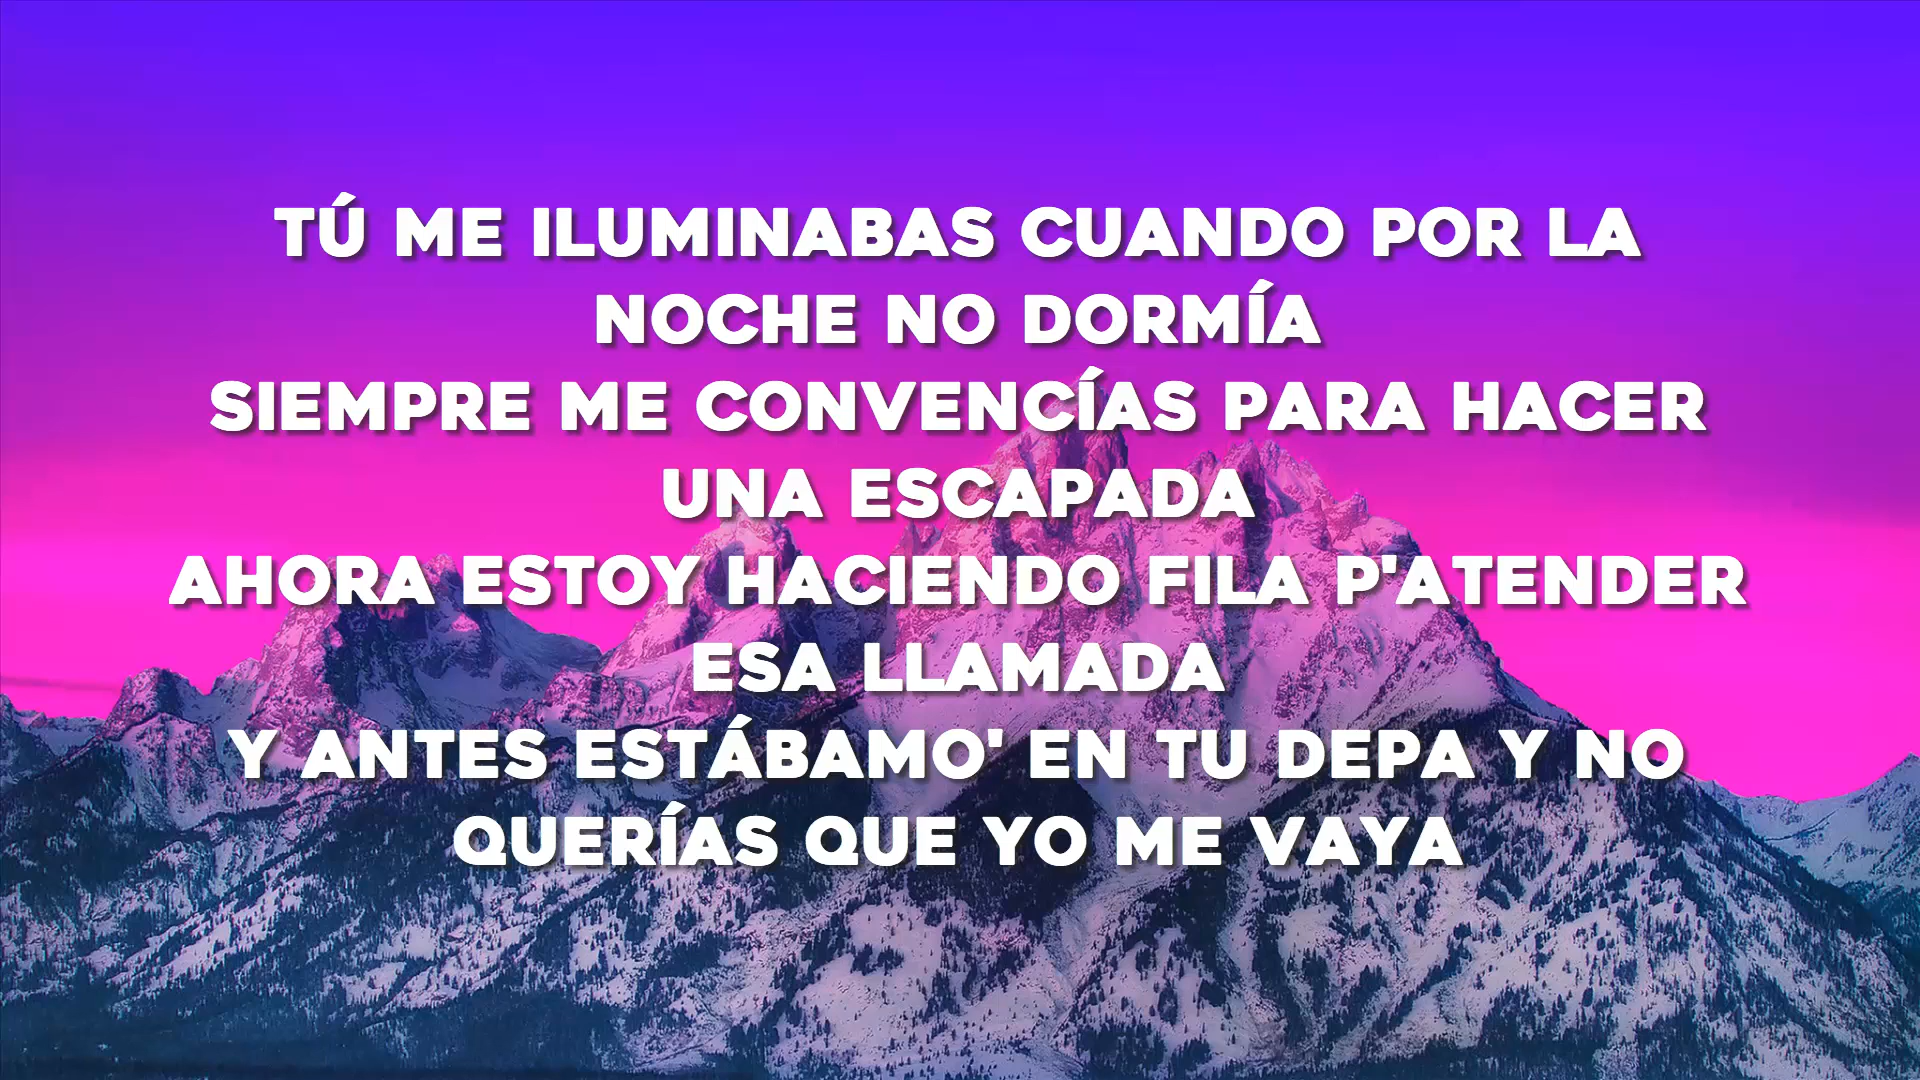 TÚ ME ILUMINABAS CUANDO POR LA
NOCHE NO DORMÍA
SIEMPRE ME CONVENCÍAS PARA HACER
UNA ESCAPADA
AHORA ESTOY HACIENDO FILA P'ATENDER
ESA LLAMADA
Y ANTES ESTÁBAMO' EN TU DEPA Y NO
QUERÍAS QUE YO ME VAYA